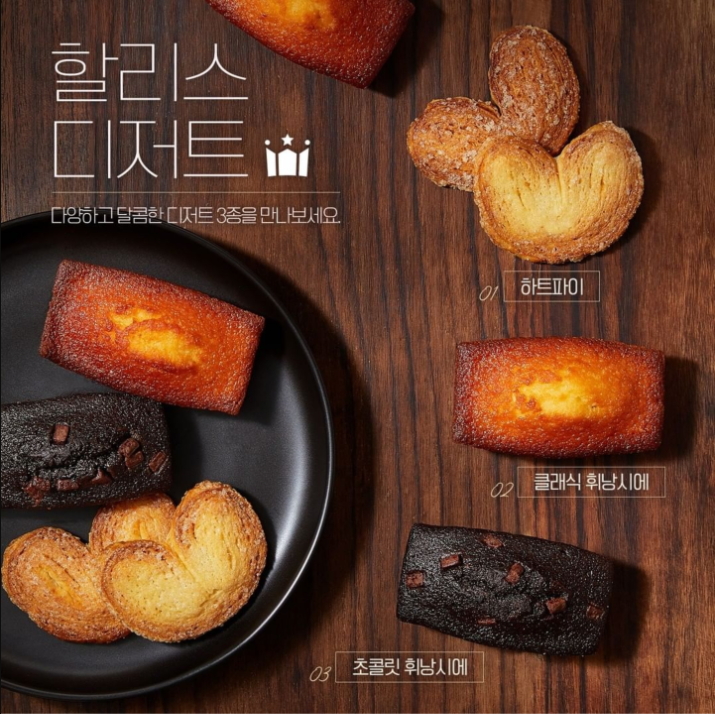 할리스
디저트
다양하고 달콤한 디저트 3종을 만나보세요.
01 하트파이
02 클래식 휘낭시에
03 초콜릿 휘낭시에